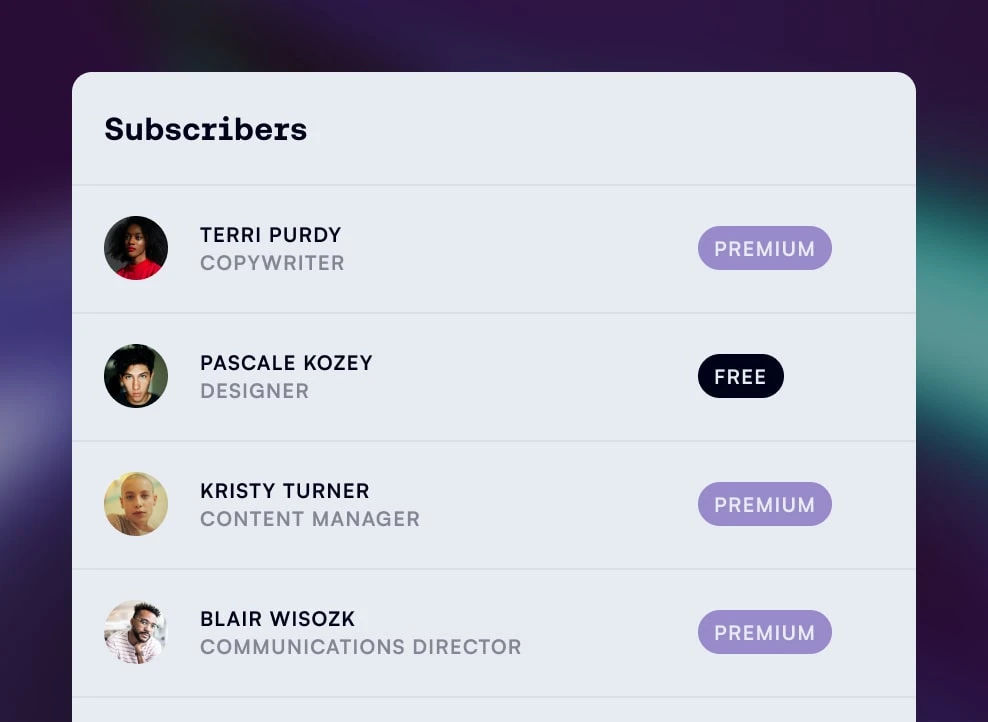 Subscribers
TERRI PURDY
COPYWRITER
PREMIUM
PASCALE KOZEY
DESIGNER
FREE
KRISTY TURNER
CONTENT MANAGER
PREMIUM
BLAIR WISOZK
COMMUNICATIONS DIRECTOR
PREMIUM